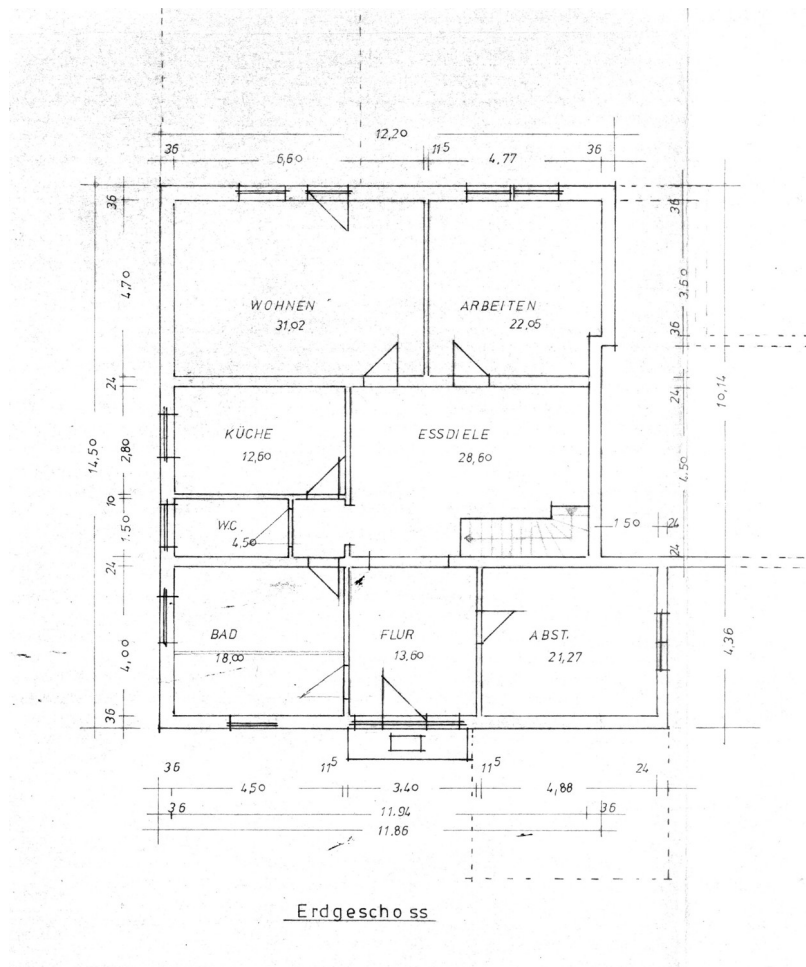 12,20
36 6,60 11⁵ 4,77 36
36
36
4,70
3,60
WOHNEN
31,02
ARBEITEN
22,05
36
24
24
10,14
14,50
2,80
KÜCHE
12,60
ESSDIELE
28,60
4.50
10
1.50
W.C.
4,50
1.50 24
24
24
BAD
18,00
FLUR
13,60
ABST.
21,27
4,00
4,36
36
36 11⁵ 11⁵ 24
4,50 3,40 4,88
36 11.94 36
11.86
Erdgeschoss